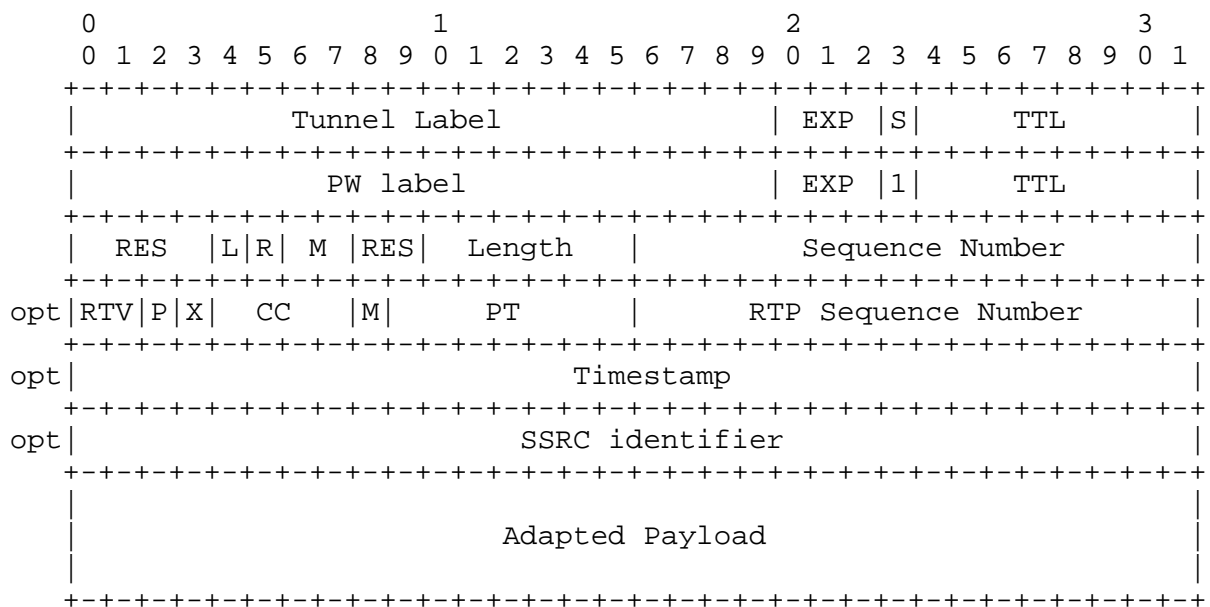 0                   1                   2                   3
    0 1 2 3 4 5 6 7 8 9 0 1 2 3 4 5 6 7 8 9 0 1 2 3 4 5 6 7 8 9 0 1
   +-+-+-+-+-+-+-+-+-+-+-+-+-+-+-+-+-+-+-+-+-+-+-+-+-+-+-+-+-+-+-+-+
   |            Tunnel Label               | EXP |S|     TTL       |
   +-+-+-+-+-+-+-+-+-+-+-+-+-+-+-+-+-+-+-+-+-+-+-+-+-+-+-+-+-+-+-+-+
   |              PW label                 | EXP |1|     TTL       |
   +-+-+-+-+-+-+-+-+-+-+-+-+-+-+-+-+-+-+-+-+-+-+-+-+-+-+-+-+-+-+-+-+
   |  RES  |L|R| M |RES|  Length   |         Sequence Number       |
   +-+-+-+-+-+-+-+-+-+-+-+-+-+-+-+-+-+-+-+-+-+-+-+-+-+-+-+-+-+-+-+-+
opt|RTV|P|X|  CC   |M|     PT      |      RTP Sequence Number      |
   +-+-+-+-+-+-+-+-+-+-+-+-+-+-+-+-+-+-+-+-+-+-+-+-+-+-+-+-+-+-+-+-+
opt|                            Timestamp                          |
   +-+-+-+-+-+-+-+-+-+-+-+-+-+-+-+-+-+-+-+-+-+-+-+-+-+-+-+-+-+-+-+-+
opt|                         SSRC identifier                       |
   +-+-+-+-+-+-+-+-+-+-+-+-+-+-+-+-+-+-+-+-+-+-+-+-+-+-+-+-+-+-+-+-+
   |                                                               |
   |                        Adapted Payload                        |
   |                                                               |
   +-+-+-+-+-+-+-+-+-+-+-+-+-+-+-+-+-+-+-+-+-+-+-+-+-+-+-+-+-+-+-+-+